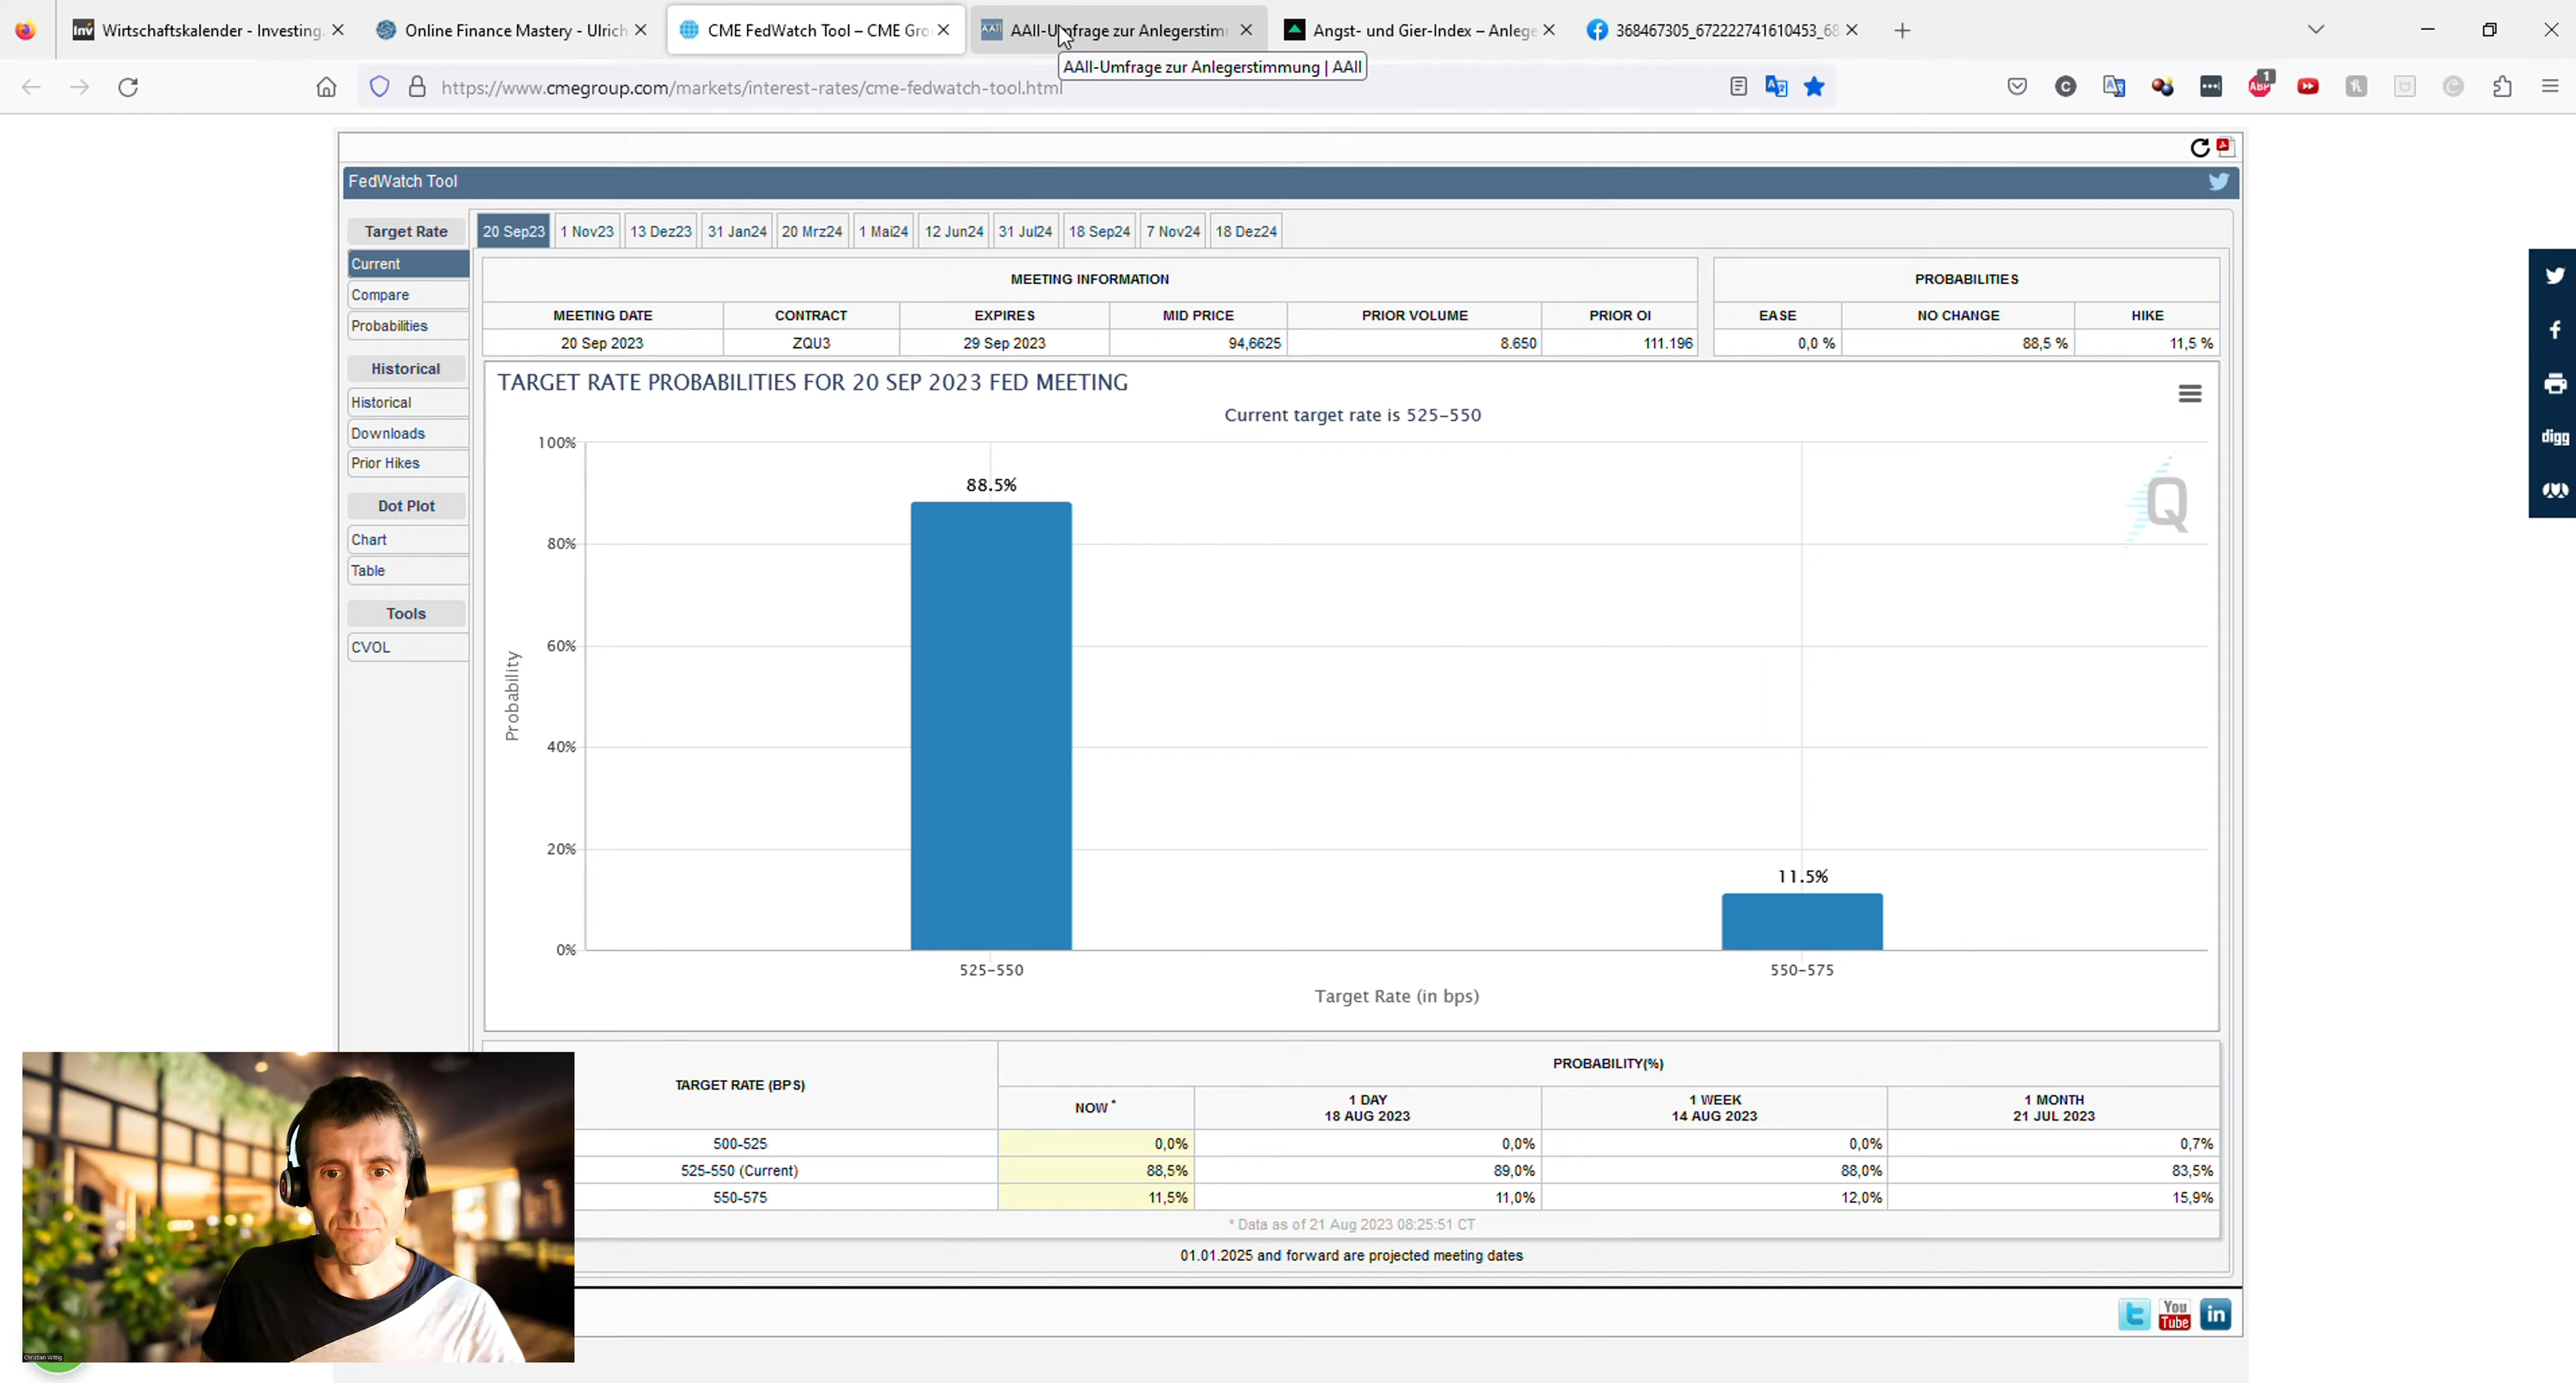 Wirtschaftskalender - Investing.
Online Finance Mastery - Ulrich
CME FedWatch Tool – CME Gro
AAII-Umfrage zur Anlegerstim
Angst- und Gier-Index – Anlege
368467305_672222741610453_68
AAII-Umfrage zur Anlegerstimmung | AAII
https://www.cmegroup.com/markets/interest-rates/cme-fedwatch-tool.html
ABP
1
FedWatch Tool
Target Rate
20 Sep23
1 Nov23
13 Dez23
31 Jan24
20 Mrz24
1 Mai24
12 Jun24
31 Jul24
18 Sep24
7 Nov24
18 Dez24
Current
Compare
Probabilities
Historical
Historical
Downloads
Prior Hikes
Dot Plot
Chart
Table
Tools
CVOL
MEETING INFORMATION
MEETING DATE CONTRACT EXPIRES MID PRICE PRIOR VOLUME PRIOR OI
20 Sep 2023 ZQU3 29 Sep 2023 94,6625 8.650 111.196
PROBABILITIES
EASE NO CHANGE HIKE
0,0 % 88,5 % 11,5 %
TARGET RATE PROBABILITIES FOR 20 SEP 2023 FED MEETING
Current target rate is 525-550
100%
80%
60%
40%
20%
0%
Probability
88.5%
11.5%
525-550
550-575
Target Rate (in bps)
Q
digg
TARGET RATE (BPS)
PROBABILITY(%)
NOW *
1 DAY
18 AUG 2023
1 WEEK
14 AUG 2023
1 MONTH
21 JUL 2023
500-525 0,0% 0,0% 0,0% 0,7%
525-550 (Current) 88,5% 89,0% 88,0% 83,5%
550-575 11,5% 11,0% 12,0% 15,9%
* Data as of 21 Aug 2023 08:25:51 CT
01.01.2025 and forward are projected meeting dates
You
Tube
in
Christian Wittig